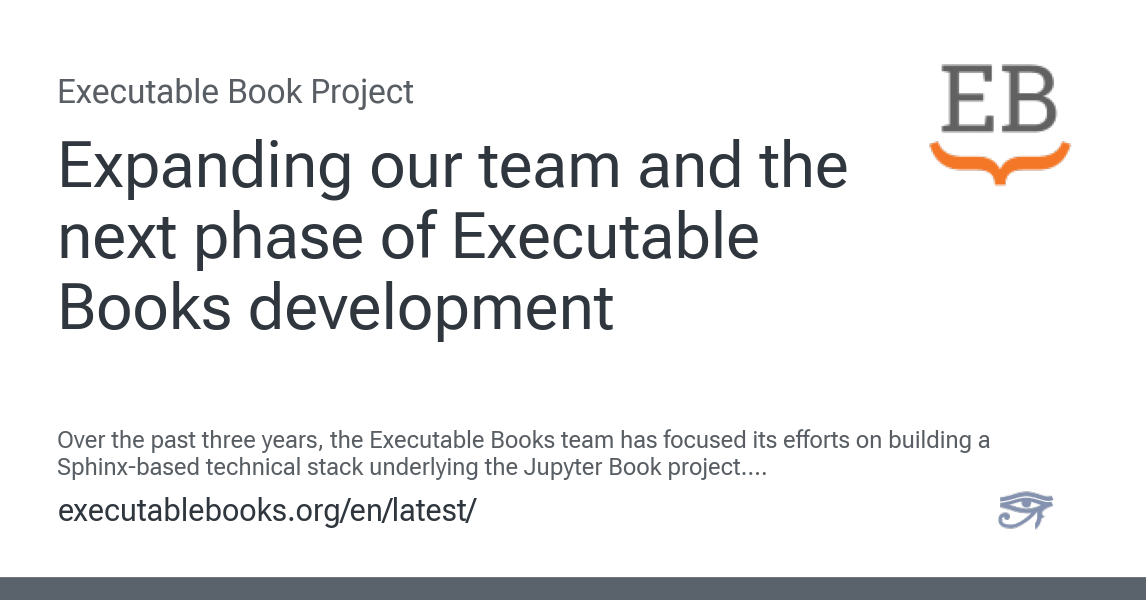 Executable Book Project
EB
Expanding our team and the
next phase of Executable
Books development
Over the past three years, the Executable Books team has focused its efforts on building a
Sphinx-based technical stack underlying the Jupyter Book project....
executablebooks.org/en/latest/